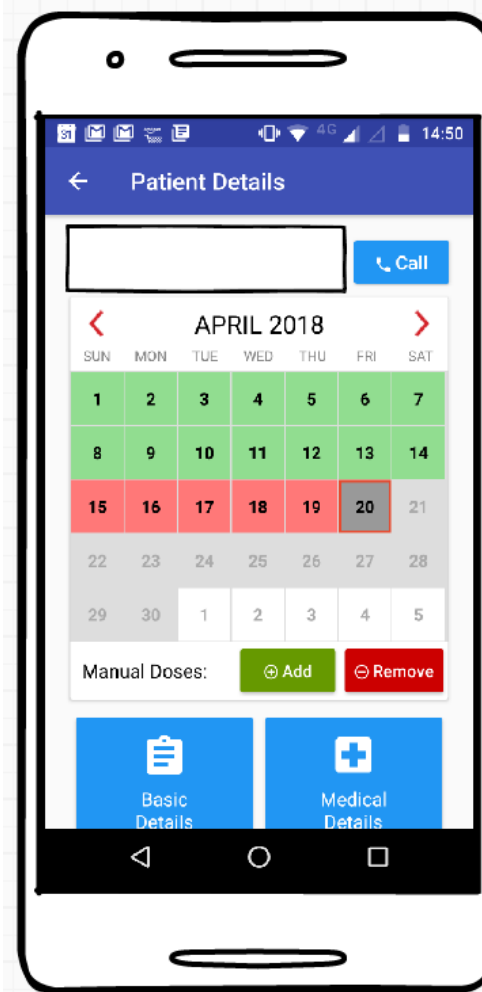 31 4G 14:50
Patient Details
Call
APRIL 2018
SUN MON TUE WED THU FRI SAT
1 2 3 4 5 6 7
8 9 10 11 12 13 14
15 16 17 18 19 20 21
22 23 24 25 26 27 28
29 30 1 2 3 4 5
Manual Doses: Add Remove
Basic Medical
Details Details